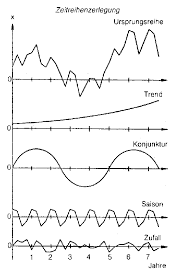 Zeitreihenzerlegung
x
Ursprungsreihe
0
Trend
0
Konjunktur
0
Saison
0
Zufall
0
0 1 2 3 4 5 6 7
Jahre